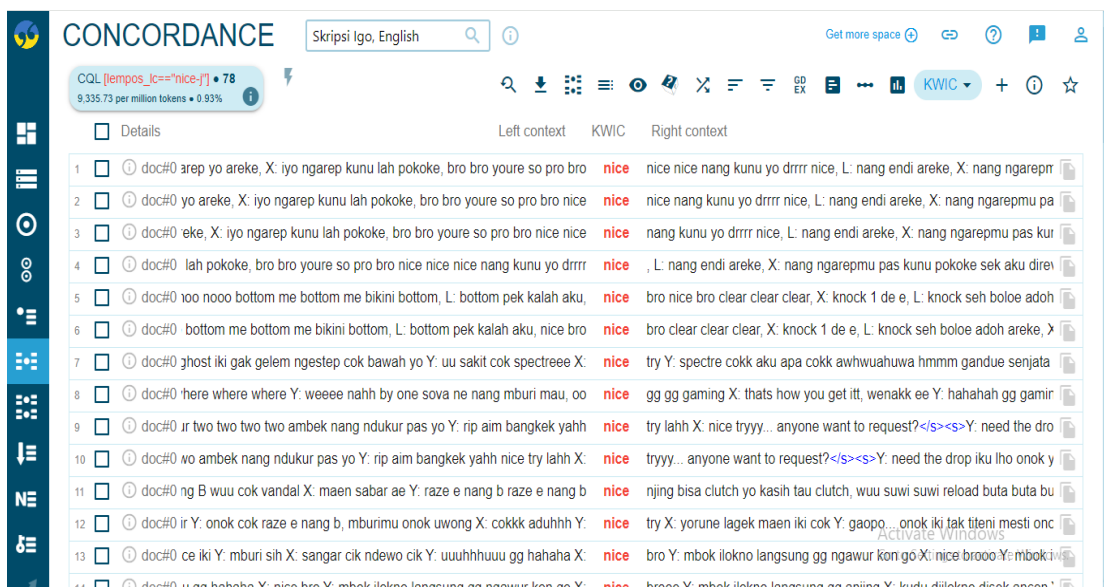 CONCORDANCE Skripsi Igo, English Get more space
CQL [lempos_lc=="nice-j"] • 78
9,335.73 per million tokens • 0.93%
GD EX KWIC
Details Left context KWIC Right context
1 doc#0 arep yo areke, X: iyo ngarep kunu lah pokoke, bro bro youre so pro bro nice nice nice nang kunu yo drrr nice, L: nang endi areke, X: nang ngarepm
2 doc#0 yo areke, X: iyo ngarep kunu lah pokoke, bro bro youre so pro bro nice nice nice nang kunu yo drrr nice, L: nang endi areke, X: nang ngarepmu pa
3 doc#0 eke, X: iyo ngarep kunu lah pokoke, bro bro youre so pro bro nice nice nice nang kunu yo drrr nice, L: nang endi areke, X: nang ngarepmu pas kur
4 doc#0 lah pokoke, bro bro youre so pro bro nice nice nice nang kunu yo drrrr nice , L: nang endi areke, X: nang ngarepmu pas kunu pokoke sek aku direv
5 doc#0 nooo bottom me bottom me bikini bottom, L: bottom pek kalah aku, nice bro nice bro clear clear clear, X: knock 1 de e, L: knock seh boloe adoh
6 doc#0 bottom me bottom me bikini bottom, L: bottom pek kalah aku, nice bro nice bro clear clear clear, X: knock 1 de e, L: knock seh boloe adoh areke, X
7 doc#0 ghost iki gak gelem ngestep cok bawah yo Y: uu sakit cok spectreee X: nice try Y: spectre cokk aku apa cokk awhwuahuwa hmmm gandue senjata
8 doc#0 here where where Y: weeee nahh by one sova ne nang mburi mau, oo nice gg gg gaming X: thats how you get itt, wenakk ee Y: hahahah gg gamin
9 doc#0 ur two two two two ambek nang ndukur pas yo Y: rip aim bangkek yahh nice try lahh X: nice tryyy... anyone want to request?</s><s>Y: need the dro
10 doc#0 wo ambek nang ndukur pas yo Y: rip aim bangkek yahh nice try lahh X: nice tryyy... anyone want to request?</s><s>Y: need the drop iku lho onok y
11 doc#0 ng B wuu cok vandal X: maen sabar ae Y: raze e nang b raze e nang b nice njing bisa clutch yo kasih tau clutch, wuu suwi suwi reload buta buta bu
12 doc#0 ir Y: onok cok raze e nang b, mburimu onok uwong X: cokkk aduhhh Y: nice try X: yorune lagek maen iki cok Y: gaopo... onok iki tak titeni mesti onc
Activate Windows
13 doc#0 ce iki Y: mburi sih X: sangar cik ndewo cik Y: uuuhhhuuu gg hahaha X: nice bro Y: mbok ilokno langsung gg ngawur kon go X: nice brooo Y: mbok i
NE